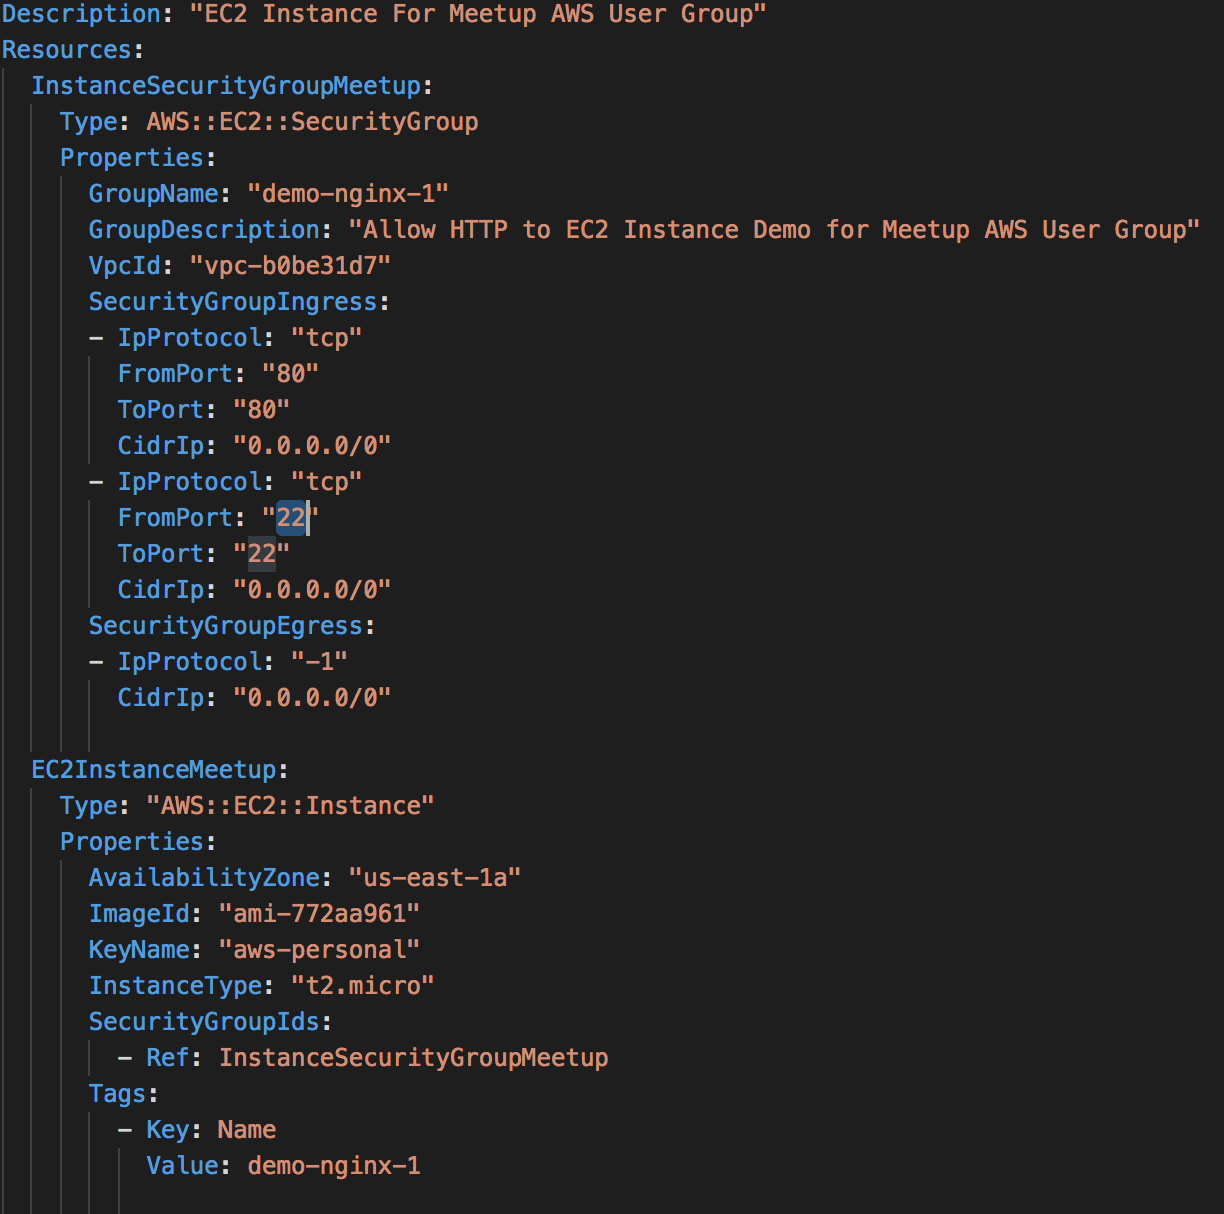 Description: "EC2 Instance For Meetup AWS User Group"
Resources:
  InstanceSecurityGroupMeetup:
    Type: AWS::EC2::SecurityGroup
    Properties:
      GroupName: "demo-nginx-1"
      GroupDescription: "Allow HTTP to EC2 Instance Demo for Meetup AWS User Group"
      VpcId: "vpc-b0be31d7"
      SecurityGroupIngress:
      - IpProtocol: "tcp"
        FromPort: "80"
        ToPort: "80"
        CidrIp: "0.0.0.0/0"
      - IpProtocol: "tcp"
        FromPort: "22"
        ToPort: "22"
        CidrIp: "0.0.0.0/0"
      SecurityGroupEgress:
      - IpProtocol: "-1"
        CidrIp: "0.0.0.0/0"

  EC2InstanceMeetup:
    Type: "AWS::EC2::Instance"
    Properties:
      AvailabilityZone: "us-east-1a"
      ImageId: "ami-772aa961"
      KeyName: "aws-personal"
      InstanceType: "t2.micro"
      SecurityGroupIds:
        - Ref: InstanceSecurityGroupMeetup
      Tags:
        - Key: Name
          Value: demo-nginx-1